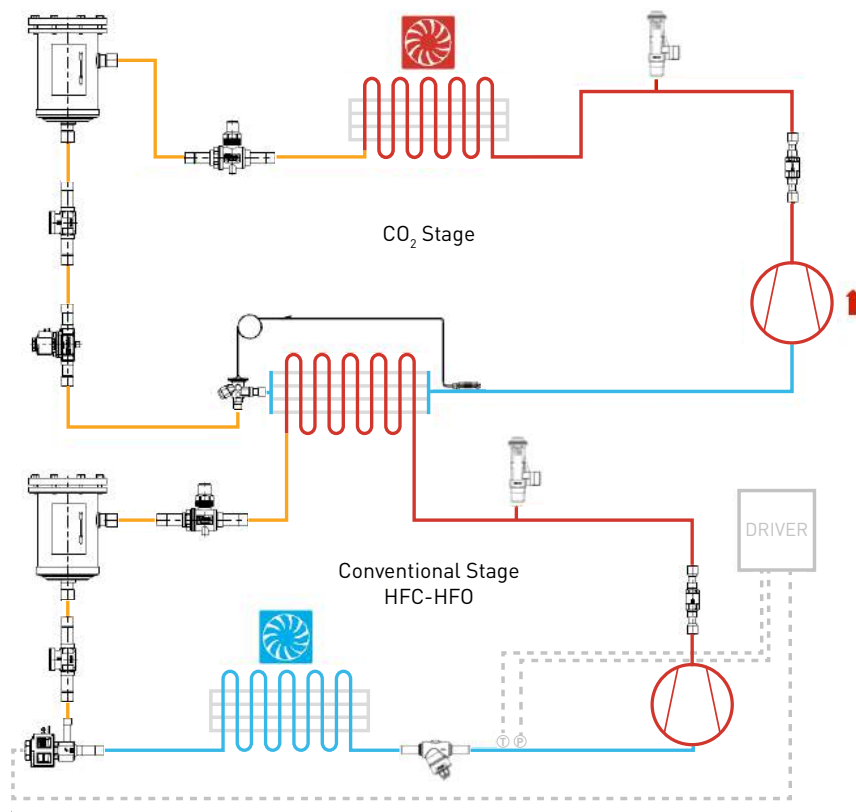 CO₂ Stage
DRIVER
Conventional Stage
HFC-HFO
T P